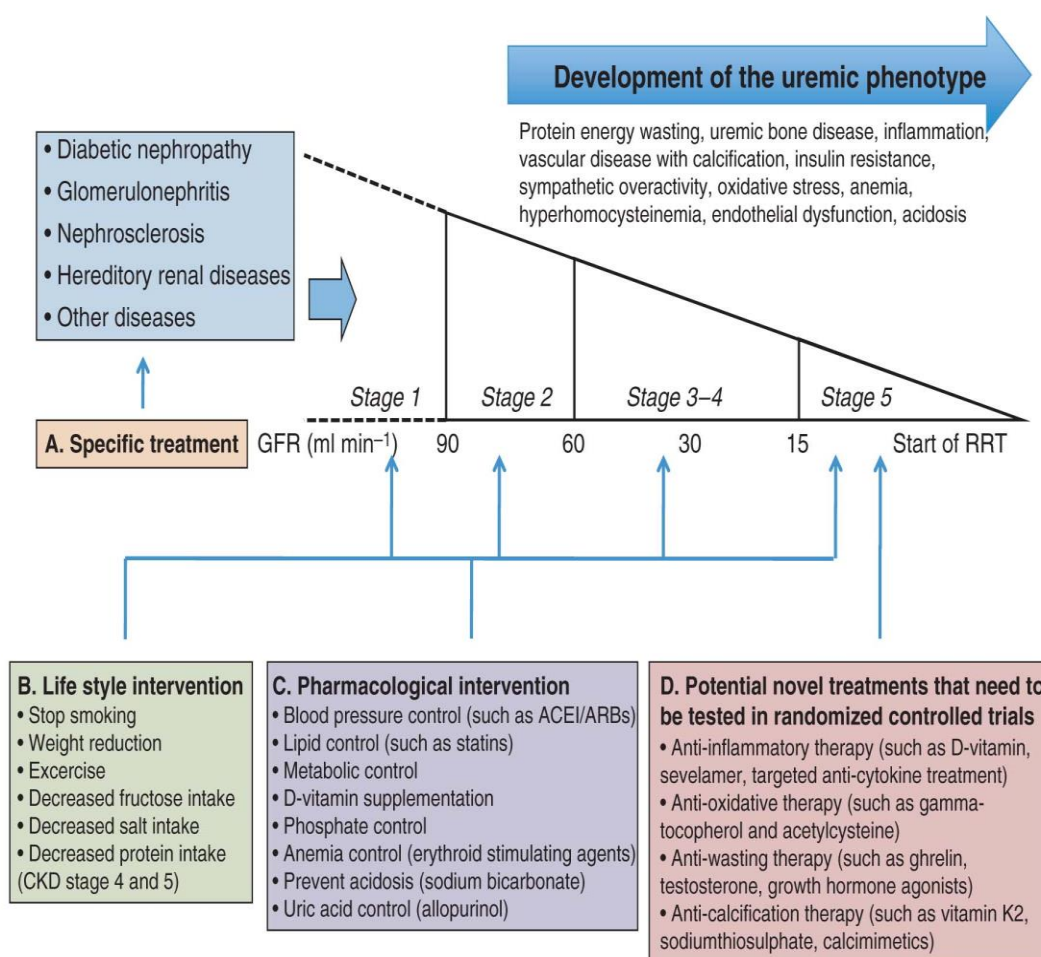 Development of the uremic phenotype
Protein energy wasting, uremic bone disease, inflammation,
vascular disease with calcification, insulin resistance,
sympathetic overactivity, oxidative stress, anemia,
hyperhomocysteinemia, endothelial dysfunction, acidosis
• Diabetic nephropathy
• Glomerulonephritis
• Nephrosclerosis
• Hereditory renal diseases
• Other diseases
Stage 1 Stage 2 Stage 3–4 Stage 5
A. Specific treatment GFR (ml min⁻¹) 90 60 30 15 Start of RRT
B. Life style intervention
• Stop smoking
• Weight reduction
• Excercise
• Decreased fructose intake
• Decreased salt intake
• Decreased protein intake
(CKD stage 4 and 5)
C. Pharmacological intervention
• Blood pressure control (such as ACEI/ARBs)
• Lipid control (such as statins)
• Metabolic control
• D-vitamin supplementation
• Phosphate control
• Anemia control (erythroid stimulating agents)
• Prevent acidosis (sodium bicarbonate)
• Uric acid control (allopurinol)
D. Potential novel treatments that need to
be tested in randomized controlled trials
• Anti-inflammatory therapy (such as D-vitamin,
sevelamer, targeted anti-cytokine treatment)
• Anti-oxidative therapy (such as gamma-
tocopherol and acetylcysteine)
• Anti-wasting therapy (such as ghrelin,
testosterone, growth hormone agonists)
• Anti-calcification therapy (such as vitamin K2,
sodiumthiosulphate, calcimimetics)